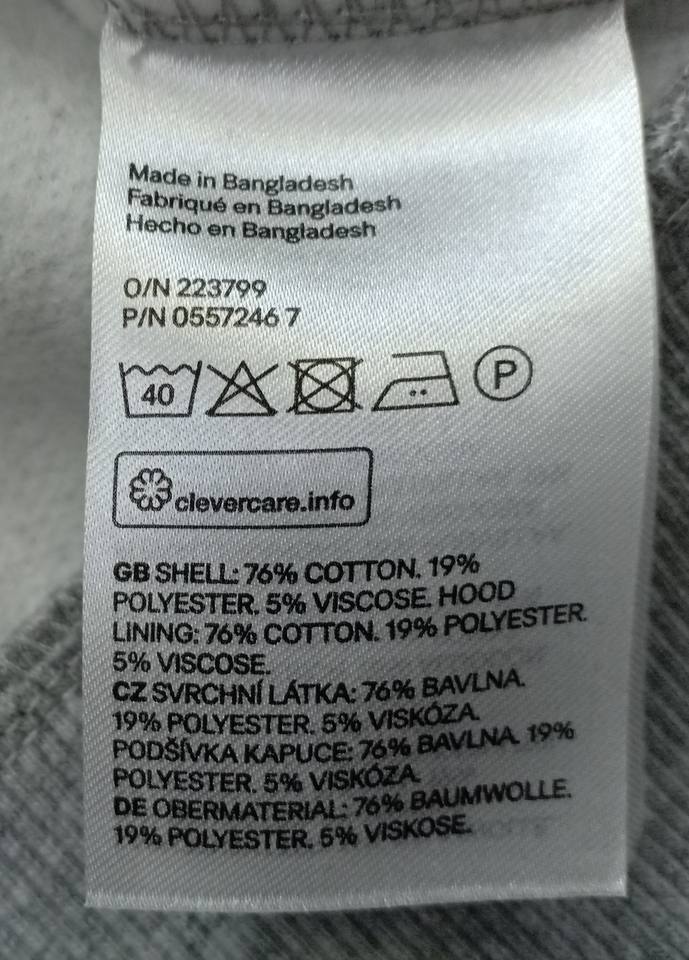 Made in Bangladesh
Fabriqué en Bangladesh
Hecho en Bangladesh
O/N 223799
P/N 0557246 7
40
P
clevercare.info
GB SHELL: 76% COTTON. 19%
POLYESTER. 5% VISCOSE. HOOD
LINING: 76% COTTON. 19% POLYESTER.
5% VISCOSE.
CZ SVRCHNÍ LÁTKA: 76% BAVLNA.
19% POLYESTER. 5% VISKÓZA.
PODŠÍVKA KAPUCE: 76% BAVLNA. 19%
POLYESTER. 5% VISKÓZA.
DE OBERMATERIAL: 76% BAUMWOLLE.
19% POLYESTER. 5% VISKOSE.